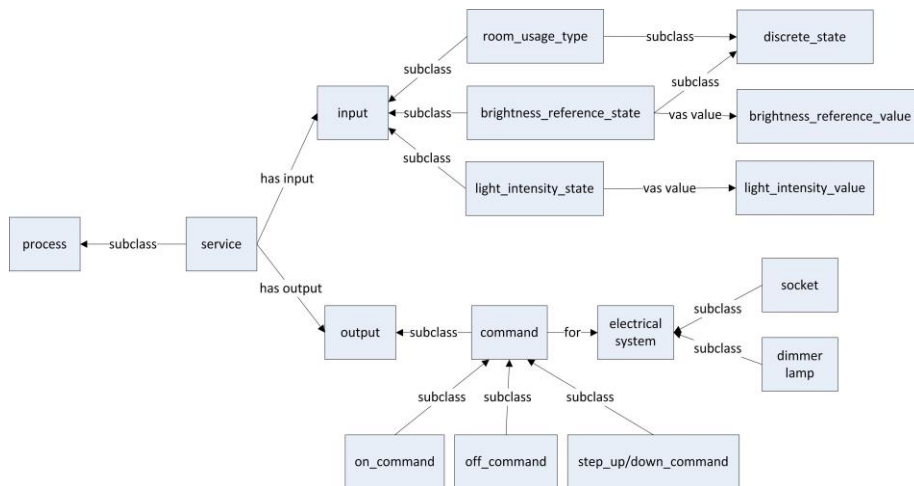 room_usage_type
subclass
discrete_state
subclass
subclass
input
subclass
brightness_reference_state
vas value
brightness_reference_value
subclass
has input
light_intensity_state
vas value
light_intensity_value
process
subclass
service
has output
socket
subclass
output
subclass
command
for
electrical
system
subclass
dimmer
lamp
subclass
subclass
subclass
on_command
off_command
step_up/down_command